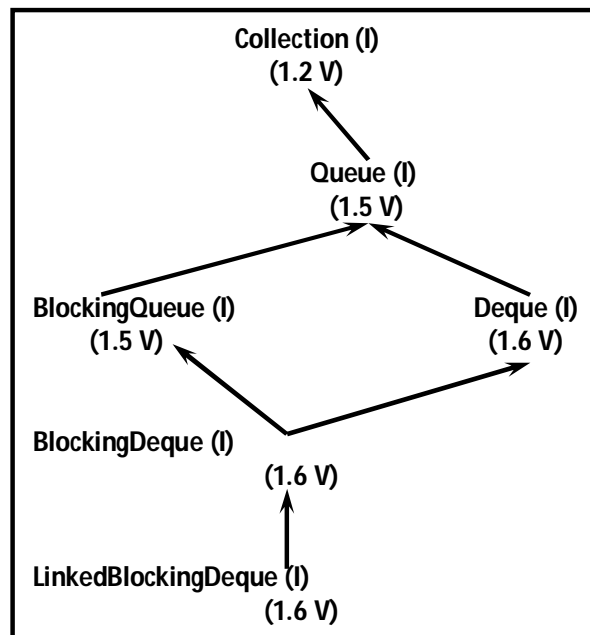 Collection (I)
(1.2 V)
Queue (I)
(1.5 V)
BlockingQueue (I)
(1.5 V)
Deque (I)
(1.6 V)
BlockingDeque (I)
(1.6 V)
LinkedBlockingDeque (I)
(1.6 V)